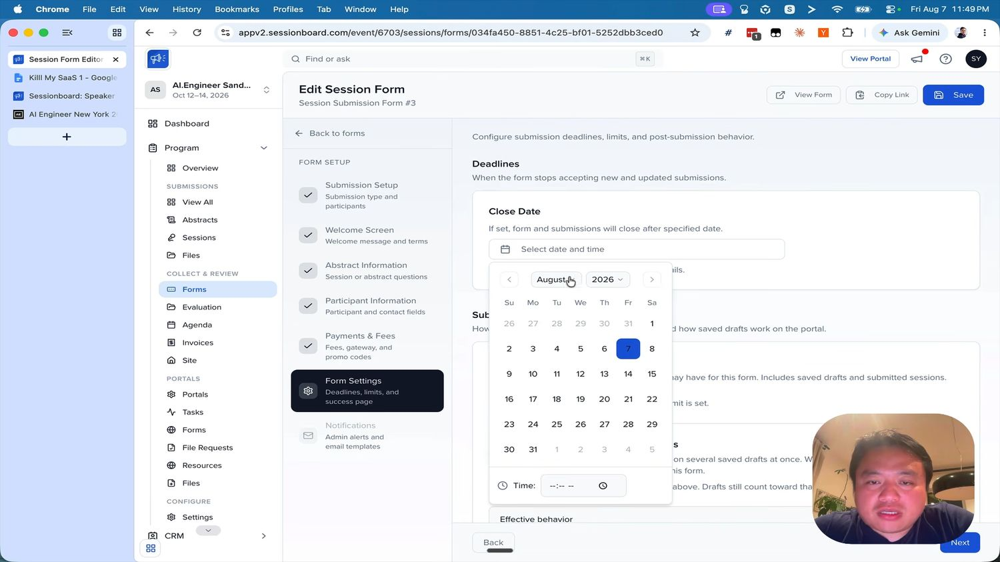 Chrome File Edit View History Bookmarks Profiles Tab Window Help
Fri Aug 7 11:49 PM
Session Form Editor
Killl My SaaS 1 - Google
Sessionboard: Speaker
AI Engineer New York 2
appv2.sessionboard.com/event/6703/sessions/forms/034fa450-8851-4c25-bf01-5252dbb3ced0
1
Ask Gemini
Find or ask
⌘K
View Portal
SY
AS
AI.Engineer Sand...
Oct 12–14, 2026
Dashboard
Program
Overview
SUBMISSIONS
View All
Abstracts
Sessions
Files
COLLECT & REVIEW
Forms
Evaluation
Agenda
Invoices
Site
PORTALS
Portals
Tasks
Forms
File Requests
Resources
Files
CONFIGURE
Settings
CRM
Edit Session Form
Session Submission Form #3
View Form
Copy Link
Save
Back to forms
FORM SETUP
Submission Setup
Submission type and
participants
Welcome Screen
Welcome message and terms
Abstract Information
Session or abstract questions
Participant Information
Participant and contact fields
Payments & Fees
Fees, gateway, and
promo codes
Form Settings
Deadlines, limits, and
success page
Notifications
Admin alerts and
email templates
Configure submission deadlines, limits, and post-submission behavior.
Deadlines
When the form stops accepting new and updated submissions.
Close Date
If set, form and submissions will close after specified date.
Select date and time
ils.
August 2026
Su Mo Tu We Th Fr Sa
26 27 28 29 30 31 1
2 3 4 5 6 7 8
9 10 11 12 13 14 15
16 17 18 19 20 21 22
23 24 25 26 27 28 29
30 31 1 2 3 4 5
Time: --:-- --
Sub
How
d how saved drafts work on the portal.
may have for this form. Includes saved drafts and submitted sessions.
mit is set.
s
on several saved drafts at once. W
his form.
above. Drafts still count toward tha
Effective behavior
Back
Next